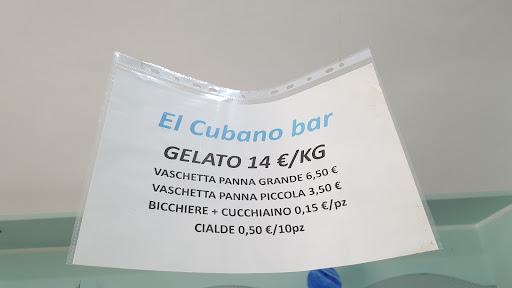 El Cubano bar
GELATO 14 €/KG
VASCHETTA PANNA GRANDE 6,50 €
VASCHETTA PANNA PICCOLA 3,50 €
BICCHIERE + CUCCHIAINO 0,15 €/pz
CIALDE 0,50 €/10pz